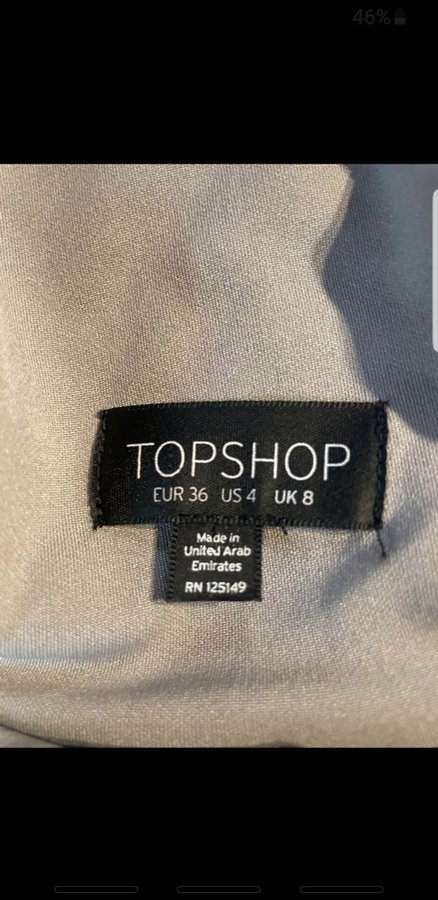 46%
TOPSHOP
EUR 36 US 4 UK 8
Made in
United Arab
Emirates
RN 125149